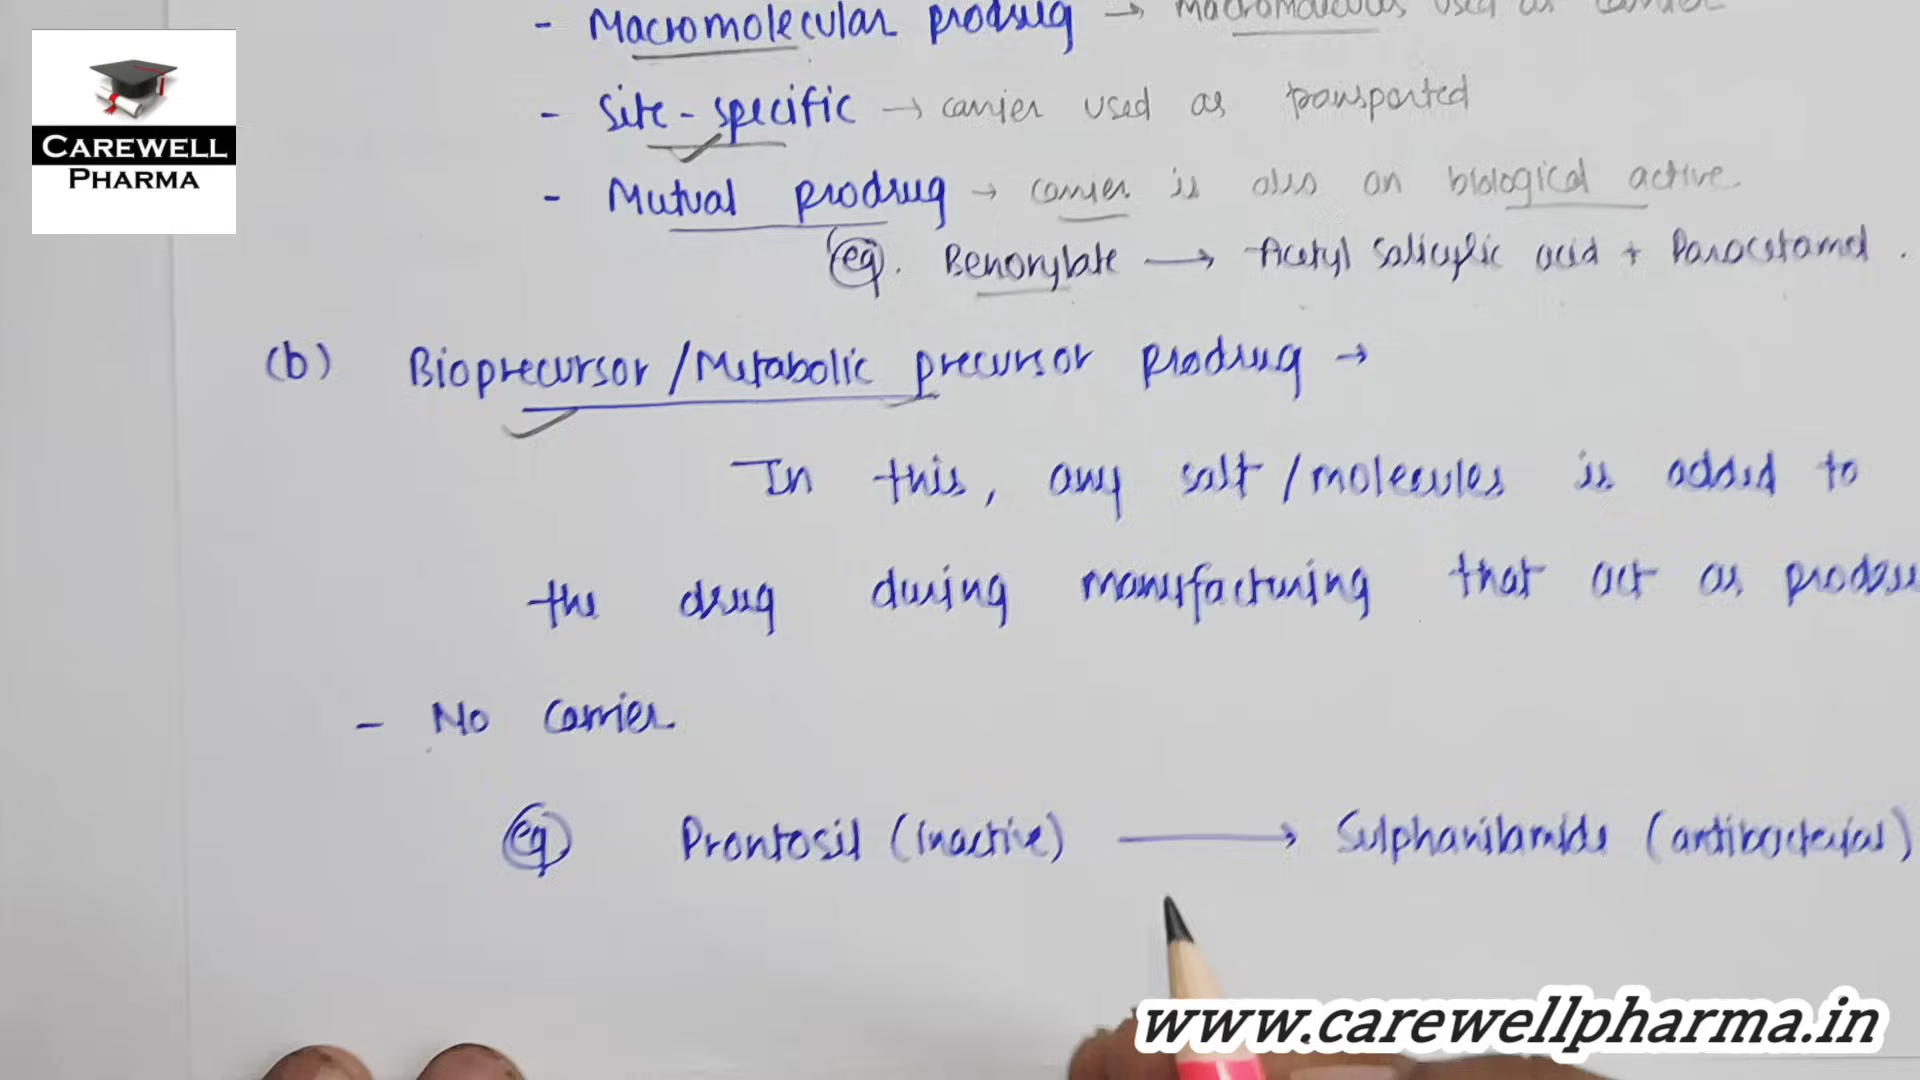 - Macromolecular prodrug → macromolecules used as carrier
CAREWELL
PHARMA
- Site-specific → carrier used as transported
- Mutual prodrug → carrier is also an biological active
eg. Benorylate → Acetyl salicylic acid + Paracetamol.
(b) Bioprecursor/Metabolic precursor prodrug →
In this, any salt/molecules is added to
the drug during manufacturing that act as
- No carrier.
eg Prontosil (inactive) → Sulphanilamide (antibacterial)
www.carewellpharma.in